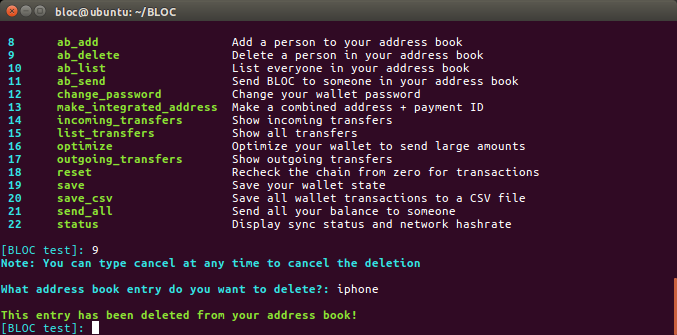 bloc@ubuntu: ~/BLOC
8 ab_add Add a person to your address book
9 ab_delete Delete a person in your address book
10 ab_list List everyone in your address book
11 ab_send Send BLOC to someone in your address book
12 change_password Change your wallet password
13 make_integrated_address Make a combined address + payment ID
14 incoming_transfers Show incoming transfers
15 list_transfers Show all transfers
16 optimize Optimize your wallet to send large amounts
17 outgoing_transfers Show outgoing transfers
18 reset Recheck the chain from zero for transactions
19 save Save your wallet state
20 save_csv Save all wallet transactions to a CSV file
21 send_all Send all your balance to someone
22 status Display sync status and network hashrate
[BLOC test]: 9
Note: You can type cancel at any time to cancel the deletion
What address book entry do you want to delete?: iphone
This entry has been deleted from your address book!
[BLOC test]: